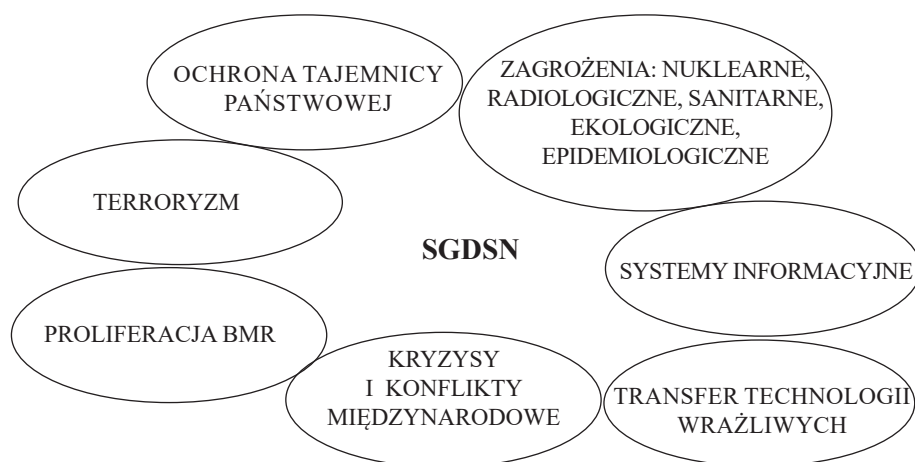 OCHRONA TAJEMNICY
PAŃSTWOWEJ
ZAGROŻENIA: NUKLEARNE,
RADIOLOGICZNE, SANITARNE,
EKOLOGICZNE,
EPIDEMIOLOGICZNE
TERRORYZM
SGDSN
SYSTEMY INFORMACYJNE
PROLIFERACJA BMR
KRYZYSY
I KONFLIKTY
MIĘDZYNARODOWE
TRANSFER TECHNOLOGII
WRAŻLIWYCH